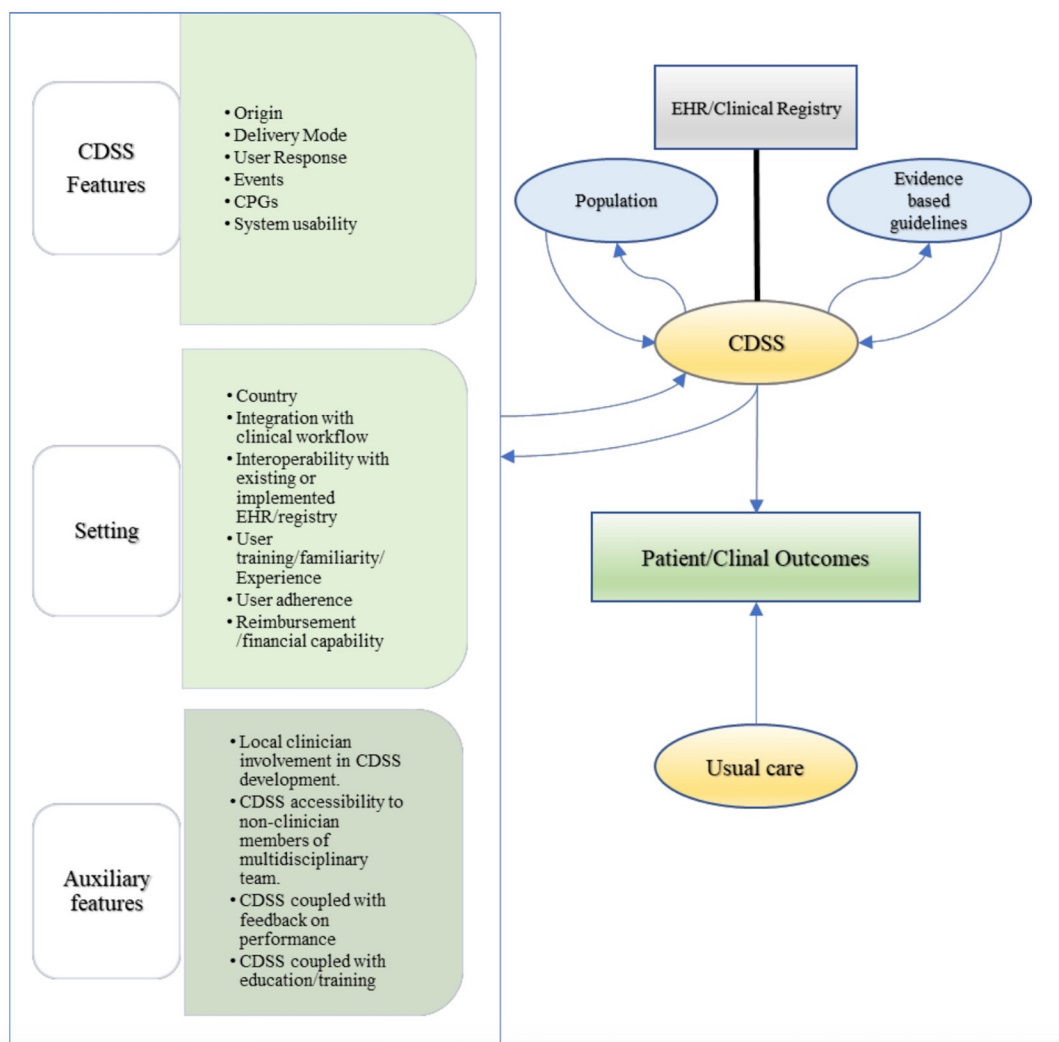 CDSS
Features
• Origin
• Delivery Mode
• User Response
• Events
• CPGs
• System usability
Setting
• Country
• Integration with
clinical workflow
• Interoperability with
existing or
implemented
EHR/registry
• User
training/familiarity/
Experience
• User adherence
• Reimbursement
/financial capability
Auxiliary
features
• Local clinician
involvement in CDSS
development.
• CDSS accessibility to
non-clinician
members of
multidisciplinary
team.
• CDSS coupled with
feedback on
performance
• CDSS coupled with
education/training
EHR/Clinical Registry
Population
Evidence
based
guidelines
CDSS
Patient/Clinal Outcomes
Usual care